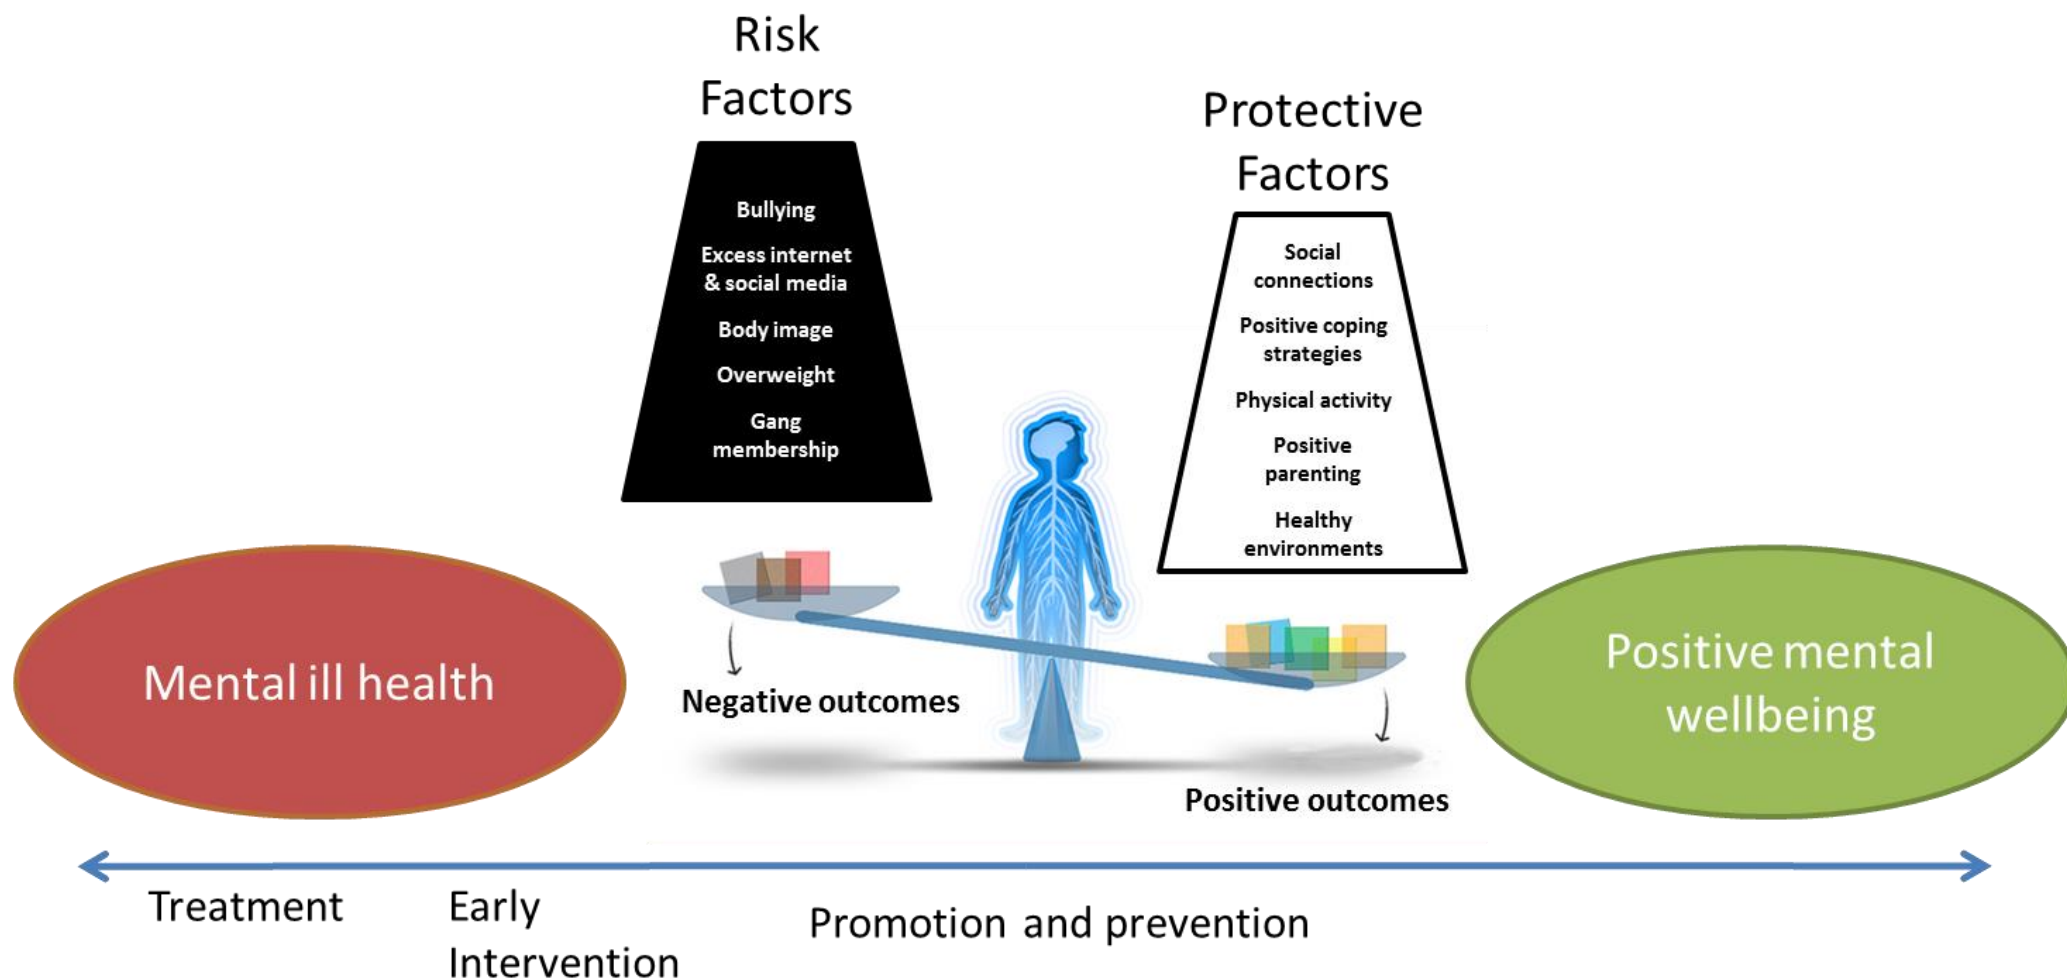 Risk
Factors
Bullying
Excess internet
& social media
Body image
Overweight
Gang
membership
Protective
Factors
Social
connections
Positive coping
strategies
Physical activity
Positive
parenting
Healthy
environments
Mental ill health
Negative outcomes
Positive outcomes
Positive mental
wellbeing
Treatment
Early
Intervention
Promotion and prevention